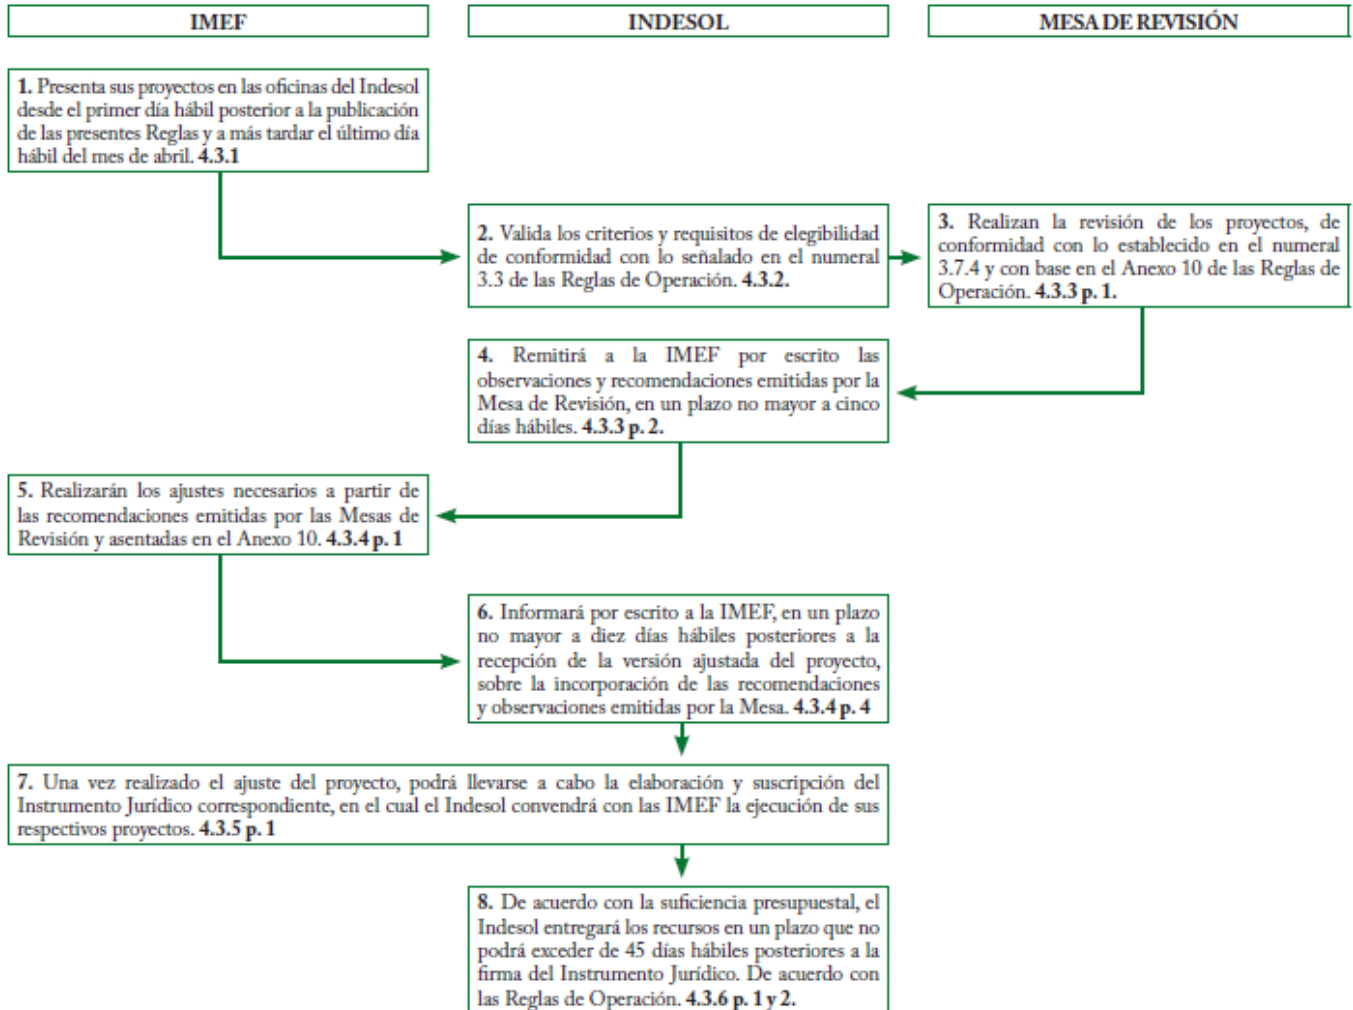 IMEF
INDESOL
MESA DE REVISIÓN
1. Presenta sus proyectos en las oficinas del Indesol
desde el primer día hábil posterior a la publicación
de las presentes Reglas y a más tardar el último día
hábil del mes de abril. 4.3.1
2. Valida los criterios y requisitos de elegibilidad
de conformidad con lo señalado en el numeral
3.3 de las Reglas de Operación. 4.3.2.
3. Realizan la revisión de los proyectos, de
conformidad con lo establecido en el numeral
3.7.4 y con base en el Anexo 10 de las Reglas de
Operación. 4.3.3 p. 1.
4. Remitirá a la IMEF por escrito las
observaciones y recomendaciones emitidas por la
Mesa de Revisión, en un plazo no mayor a cinco
días hábiles. 4.3.3 p. 2.
5. Realizarán los ajustes necesarios a partir de
las recomendaciones emitidas por las Mesas de
Revisión y asentadas en el Anexo 10. 4.3.4 p. 1
6. Informará por escrito a la IMEF, en un plazo
no mayor a diez días hábiles posteriores a la
recepción de la versión ajustada del proyecto,
sobre la incorporación de las recomendaciones
y observaciones emitidas por la Mesa. 4.3.4 p. 4
7. Una vez realizado el ajuste del proyecto, podrá llevarse a cabo la elaboración y suscripción del
Instrumento Jurídico correspondiente, en el cual el Indesol convendrá con las IMEF la ejecución de sus
respectivos proyectos. 4.3.5 p. 1
8. De acuerdo con la suficiencia presupuestal, el
Indesol entregará los recursos en un plazo que no
podrá exceder de 45 días hábiles posteriores a la
firma del Instrumento Jurídico. De acuerdo con
las Reglas de Operación. 4.3.6 p. 1 y 2.